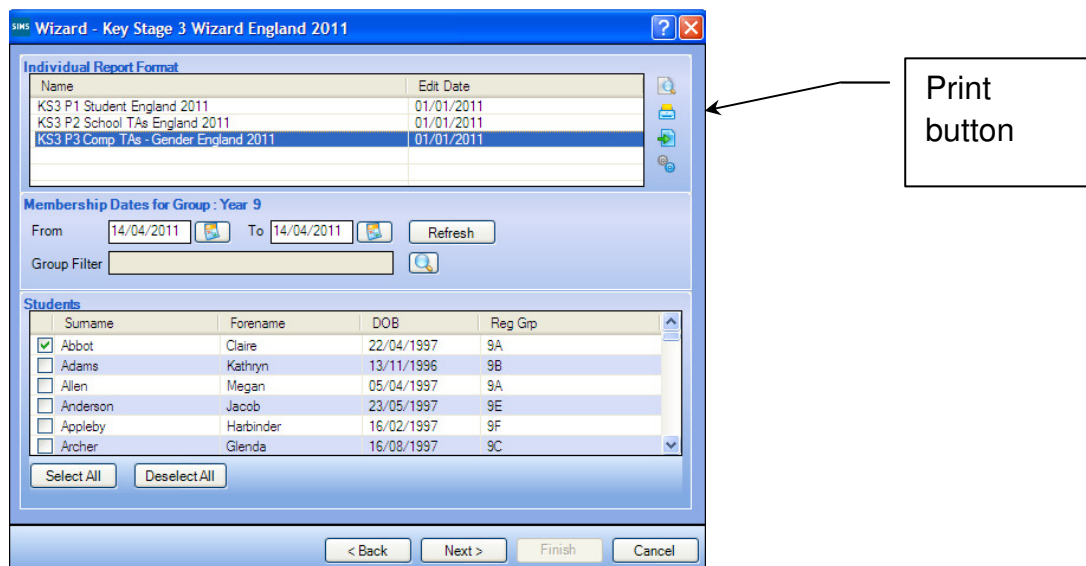 SIMS Wizard - Key Stage 3 Wizard England 2011
Individual Report Format
Name Edit Date
KS3 P1 Student England 2011 01/01/2011
KS3 P2 School TAs England 2011 01/01/2011
KS3 P3 Comp TAs - Gender England 2011 01/01/2011
Print
button
Membership Dates for Group : Year 9
From 14/04/2011 To 14/04/2011 Refresh
Group Filter
Students
Surname Forename DOB Reg Grp
Abbot Claire 22/04/1997 9A
Adams Kathryn 13/11/1996 9B
Allen Megan 05/04/1997 9A
Anderson Jacob 23/05/1997 9E
Appleby Harbinder 16/02/1997 9F
Archer Glenda 16/08/1997 9C
Select All Deselect All
< Back Next > Finish Cancel